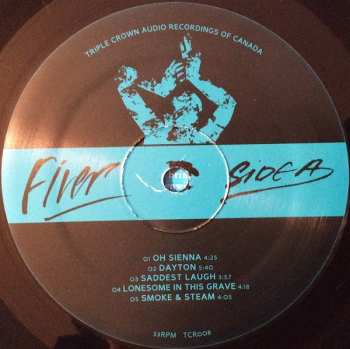 TRIPLE CROWN AUDIO RECORDINGS OF CANADA
Fiver SIDE A
01 OH SIENNA 4:25
02 DAYTON 5:40
03 SADDEST LAUGH 3:57
04 LONESOME IN THIS GRAVE 4:18
05 SMOKE & STEAM 4:05
33RPM TCR008